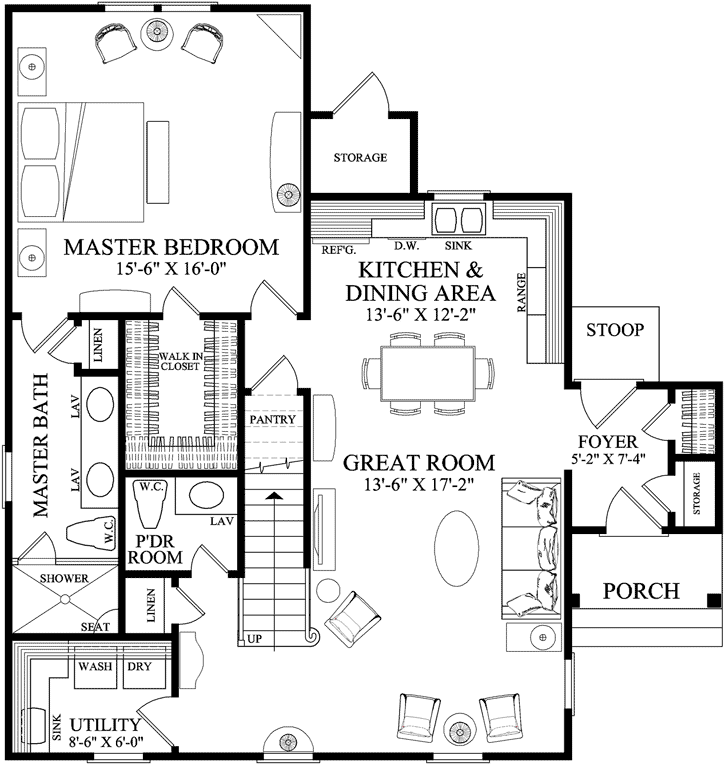 STORAGE
MASTER BEDROOM
15'-6" X 16'-0"
REF'G.
D.W.
SINK
KITCHEN &
DINING AREA
13'-6" X 12'-2"
RANGE
STOOP
LINEN
WALK IN
CLOSET
MASTER BATH
LAV
LAV
W.C.
PANTRY
GREAT ROOM
13'-6" X 17'-2"
FOYER
5'-2" X 7'-4"
STORAGE
W.C.
LAV
P'DR
ROOM
SHOWER
SEAT
LINEN
UP
PORCH
WASH
DRY
SINK
UTILITY
8'-6" X 6'-0"